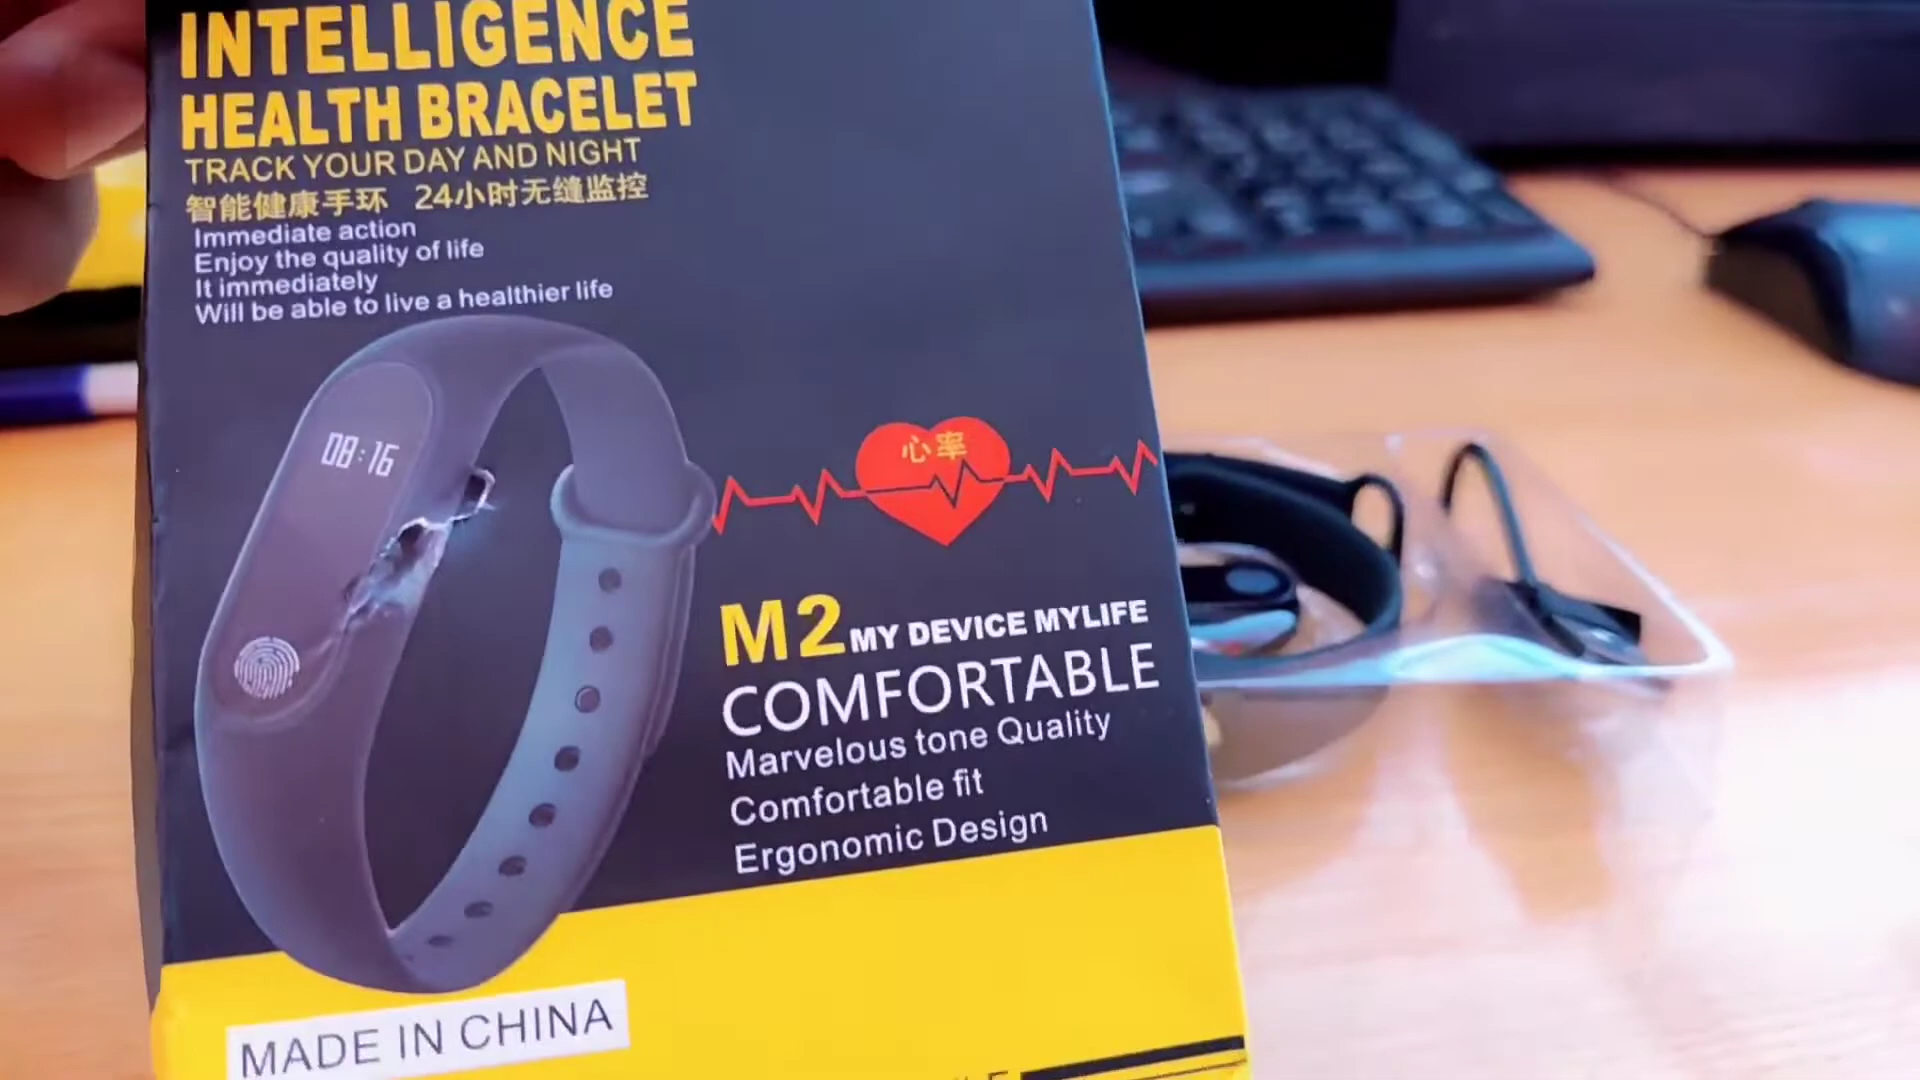 INTELLIGENCE
HEALTH BRACELET
TRACK YOUR DAY AND NIGHT
智能健康手环 24小时无缝监控
Immediate action
Enjoy the quality of life
It immediately
Will be able to live a healthier life
08:16
心率
M2 MY DEVICE MYLIFE
COMFORTABLE
Marvelous tone Quality
Comfortable fit
Ergonomic Design
MADE IN CHINA